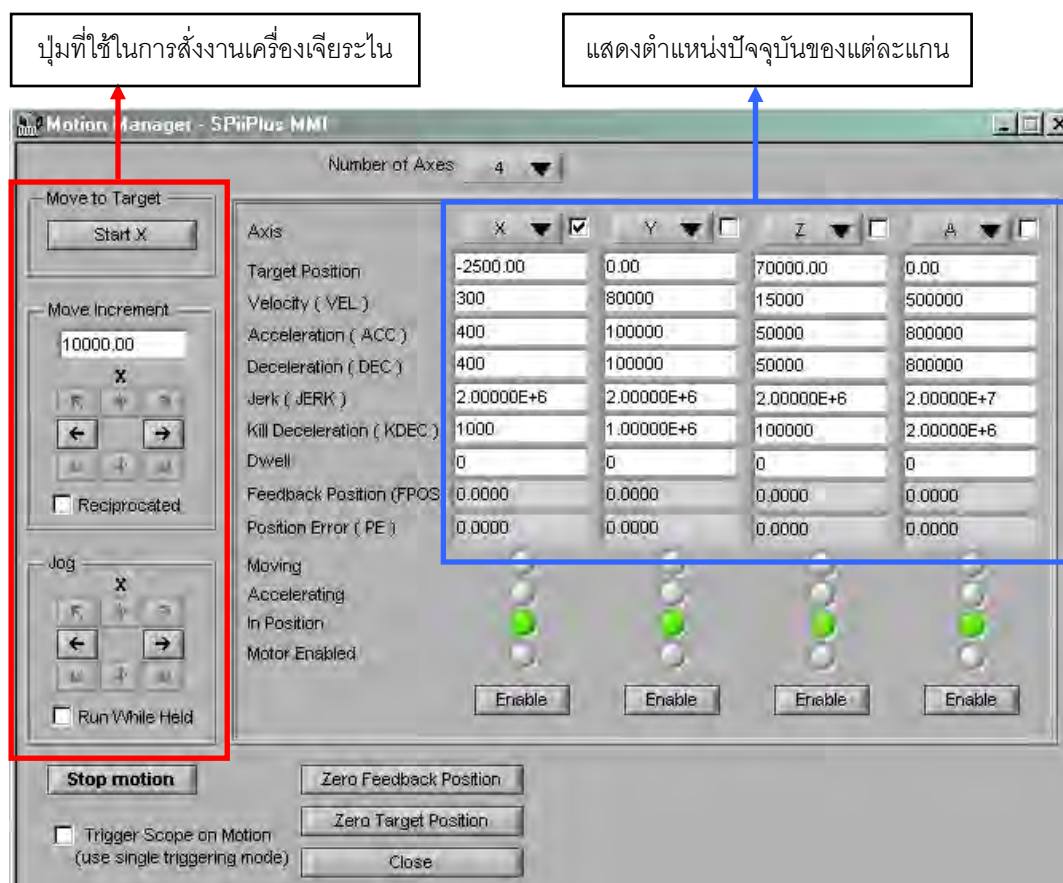 ปุ่มที่ใช้ในการสั่งงานเครื่องเจียระไน
แสดงตำแหน่งปัจจุบันของแต่ละแกน
Motion Manager - SPiiPlus MMI
Number of Axes 4
Move to Target
Start X
Axis X Y Z A
Target Position -2500.00 0.00 70000.00 0.00
Velocity ( VEL ) 300 80000 15000 500000
Move Increment
10000.00
Acceleration ( ACC ) 400 100000 50000 800000
Deceleration ( DEC ) 400 100000 50000 800000
X
Jerk ( JERK ) 2.00000E+6 2.00000E+6 2.00000E+6 2.00000E+7
Kill Deceleration ( KDEC ) 1000 1.00000E+6 100000 2.00000E+6
Dwell 0 0 0 0
Feedback Position (FPOS 0.0000 0.0000 0.0000 0.0000
Reciprocated
Position Error ( PE ) 0.0000 0.0000 0.0000 0.0000
Jog
X
Moving
Accelerating
In Position
Motor Enabled
Enable Enable Enable Enable
Run While Held
Stop motion
Zero Feedback Position
Zero Target Position
Trigger Scope on Motion
(use single triggering mode)
Close